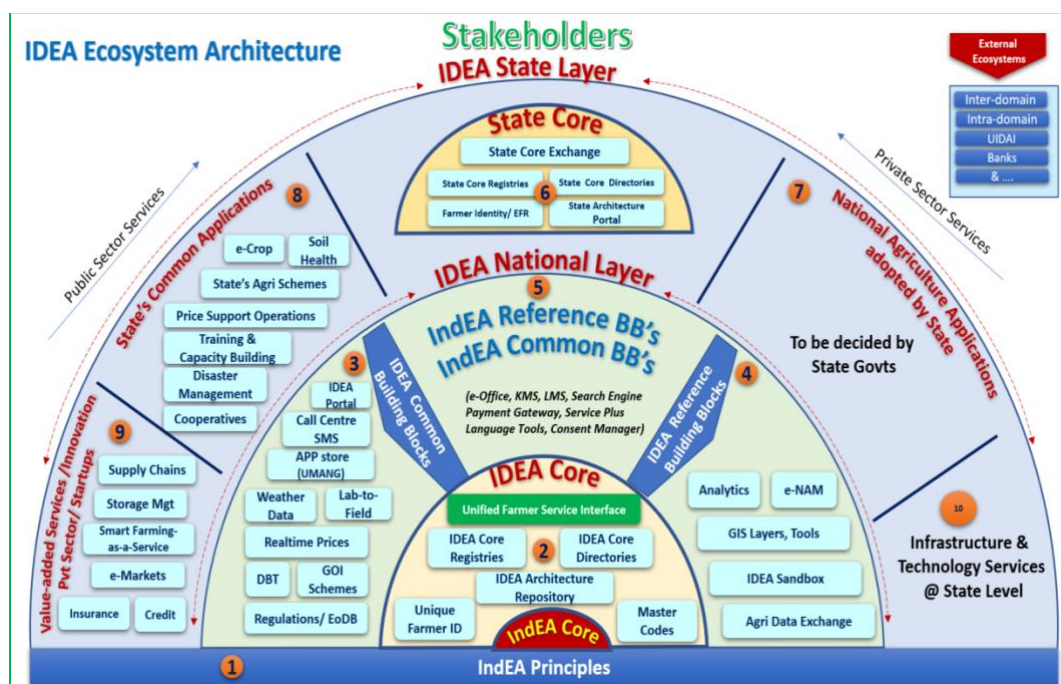 IDEA Ecosystem Architecture
Stakeholders
IDEA State Layer
External
Ecosystems
Inter-domain
Intra-domain
UIDAI
Banks
& ....
Public Sector Services
Private Sector Services
State Core
State Core Exchange
State Core Registries
State Core Directories
6
Farmer Identity/ EFR
State Architecture
Portal
8
State's Common Applications
e-Crop
Soil
Health
State's Agri Schemes
Price Support Operations
Training &
Capacity Building
Disaster
Management
Cooperatives
7
National Agriculture Applications
adopted by State
To be decided by
State Govts
9
Value-added Services /Innovation
Pvt Sector/ Startups
Supply Chains
Storage Mgt
Smart Farming-
as-a-Service
e-Markets
Insurance
Credit
10
Infrastructure &
Technology Services
@ State Level
IDEA National Layer
5
IndEA Reference BB's
IndEA Common BB's
(e-Office, KMS, LMS, Search Engine
Payment Gateway, Service Plus
Language Tools, Consent Manager)
3
IDEA Common
Building Blocks
IDEA
Portal
Call Centre
SMS
APP store
(UMANG)
Weather
Data
Lab-to-
Field
Realtime Prices
DBT
GOI
Schemes
Regulations/ EoDB
4
IDEA Reference
Building Blocks
Analytics
e-NAM
GIS Layers, Tools
IDEA Sandbox
Agri Data Exchange
IDEA Core
Unified Farmer Service Interface
IDEA Core
Registries
2
IDEA Core
Directories
IDEA Architecture
Repository
Unique
Farmer ID
Master
Codes
IndEA Core
1
IndEA Principles